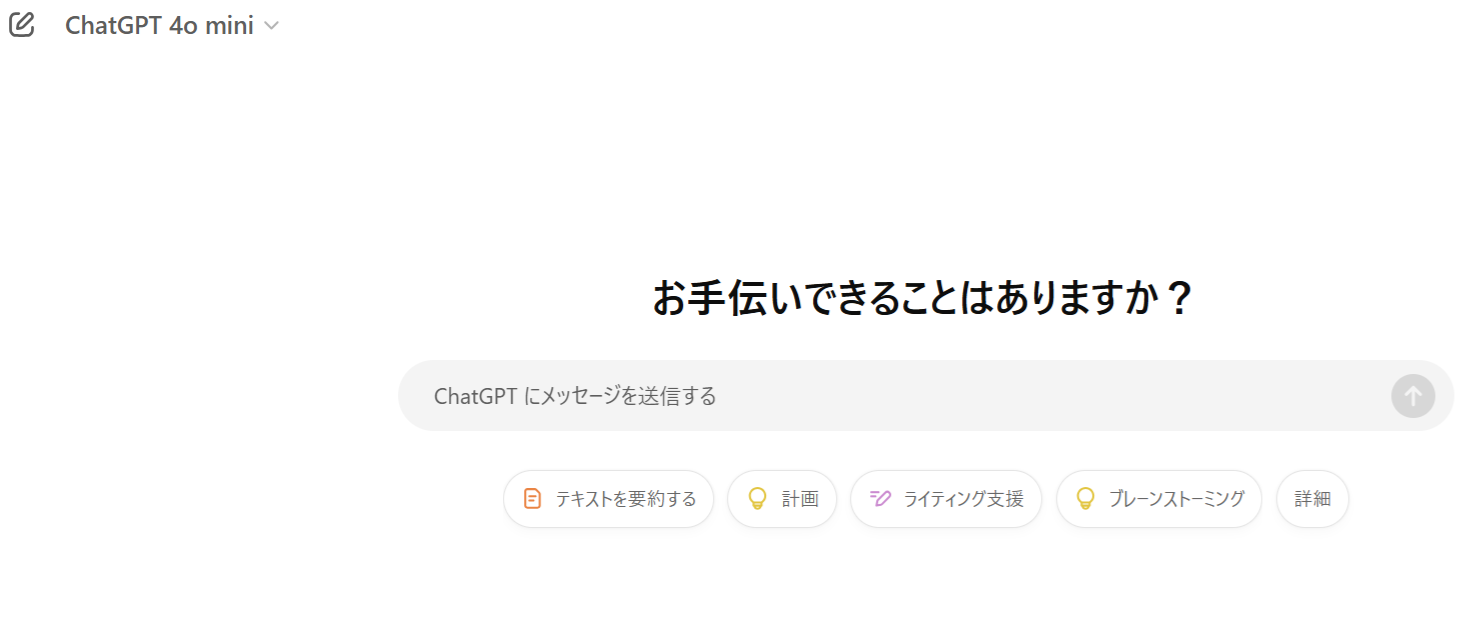 ChatGPT 4o mini
お手伝いできることはありますか？
ChatGPT にメッセージを送信する
テキストを要約する 計画 ライティング支援 ブレーンストーミング 詳細